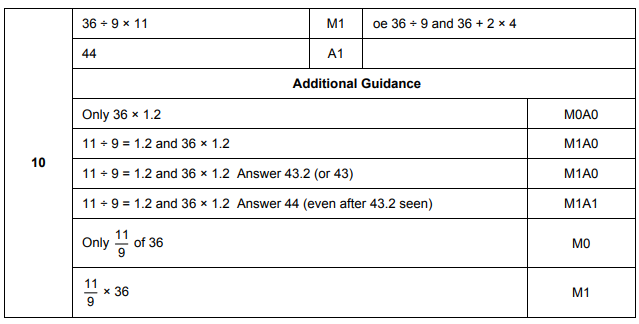 36 ÷ 9 × 11 M1 oe 36 ÷ 9 and 36 + 2 × 4
44 A1
Additional Guidance
Only 36 × 1.2 M0A0
11 ÷ 9 = 1.2 and 36 × 1.2 M1A0
10
11 ÷ 9 = 1.2 and 36 × 1.2 Answer 43.2 (or 43) M1A0
11 ÷ 9 = 1.2 and 36 × 1.2 Answer 44 (even after 43.2 seen) M1A1
Only 11/9 of 36 M0
11/9 × 36 M1